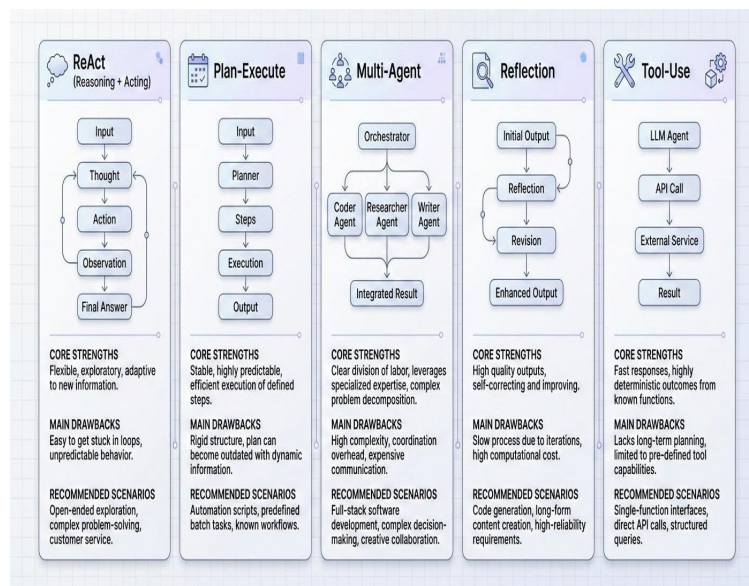 ReAct
(Reasoning + Acting)
Input
Thought
Action
Observation
Final Answer
CORE STRENGTHS
Flexible, exploratory, adaptive
to new information.
MAIN DRAWBACKS
Easy to get stuck in loops,
unpredictable behavior.
RECOMMENDED SCENARIOS
Open-ended exploration,
complex problem-solving,
customer service.
Plan-Execute
Input
Planner
Steps
Execution
Output
CORE STRENGTHS
Stable, highly predictable,
efficient execution of defined
steps.
MAIN DRAWBACKS
Rigid structure, plan can
become outdated with dynamic
information.
RECOMMENDED SCENARIOS
Automation scripts, predefined
batch tasks, known workflows.
Multi-Agent
Orchestrator
Coder
Agent
Researcher
Agent
Writer
Agent
Integrated Result
CORE STRENGTHS
Clear division of labor, leverages
specialized expertise, complex
problem decomposition.
MAIN DRAWBACKS
High complexity, coordination
overhead, expensive
communication.
RECOMMENDED SCENARIOS
Full-stack software
development, complex decision-
making, creative collaboration.
Reflection
Initial Output
Reflection
Revision
Enhanced Output
CORE STRENGTHS
High quality outputs,
self-correcting and improving.
MAIN DRAWBACKS
Slow process due to iterations,
high computational cost.
RECOMMENDED SCENARIOS
Code generation, long-form
content creation, high-reliability
requirements.
Tool-Use
LLM Agent
API Call
External Service
Result
CORE STRENGTHS
Fast responses, highly
deterministic outcomes from
known functions.
MAIN DRAWBACKS
Lacks long-term planning,
limited to pre-defined tool
capabilities.
RECOMMENDED SCENARIOS
Single-function interfaces,
direct API calls, structured
queries.